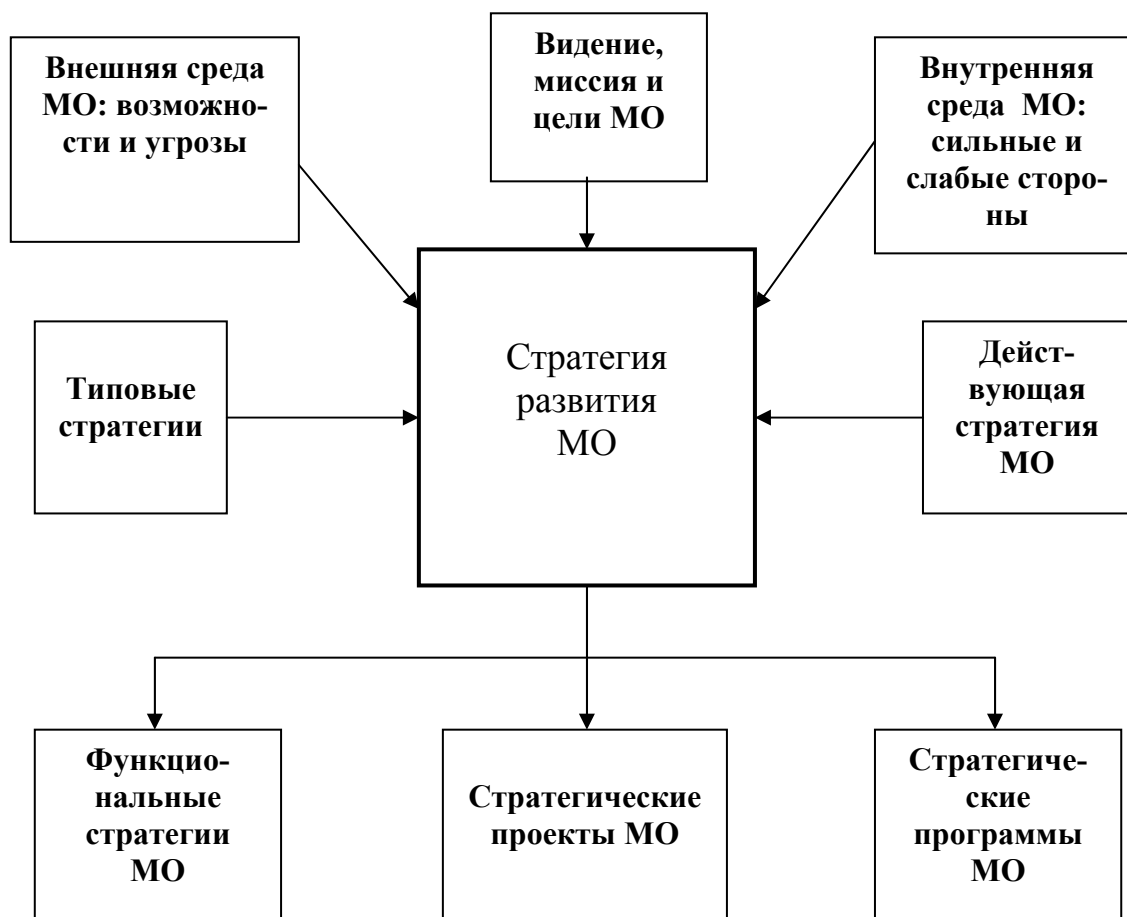 Внешняя среда
МО: возможно-
сти и угрозы
Видение,
миссия и
цели МО
Внутренняя
среда МО:
сильные и
слабые сторо-
ны
Типовые
стратегии
Стратегия
развития
МО
Дейст-
вующая
стратегия
МО
Функцио-
нальные
стратегии
МО
Стратегические
проекты МО
Стратегиче-
ские
программы
МО